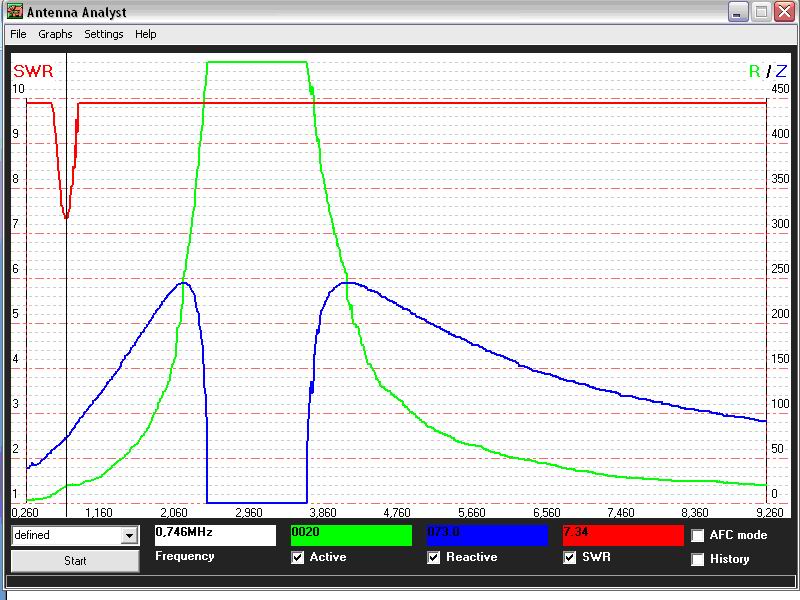 Antenna Analyst
File Graphs Settings Help
SWR R / Z
10 450
9 400
8 350
7 300
6 250
5 200
4 150
3 100
2 50
1 0
0,260 1,160 2,060 2,960 3,860 4,760 5,660 6,560 7,460 8,360 9,260
defined 0,746MHz 0020 073.0 7.34 AFC mode
Start Frequency Active Reactive SWR History